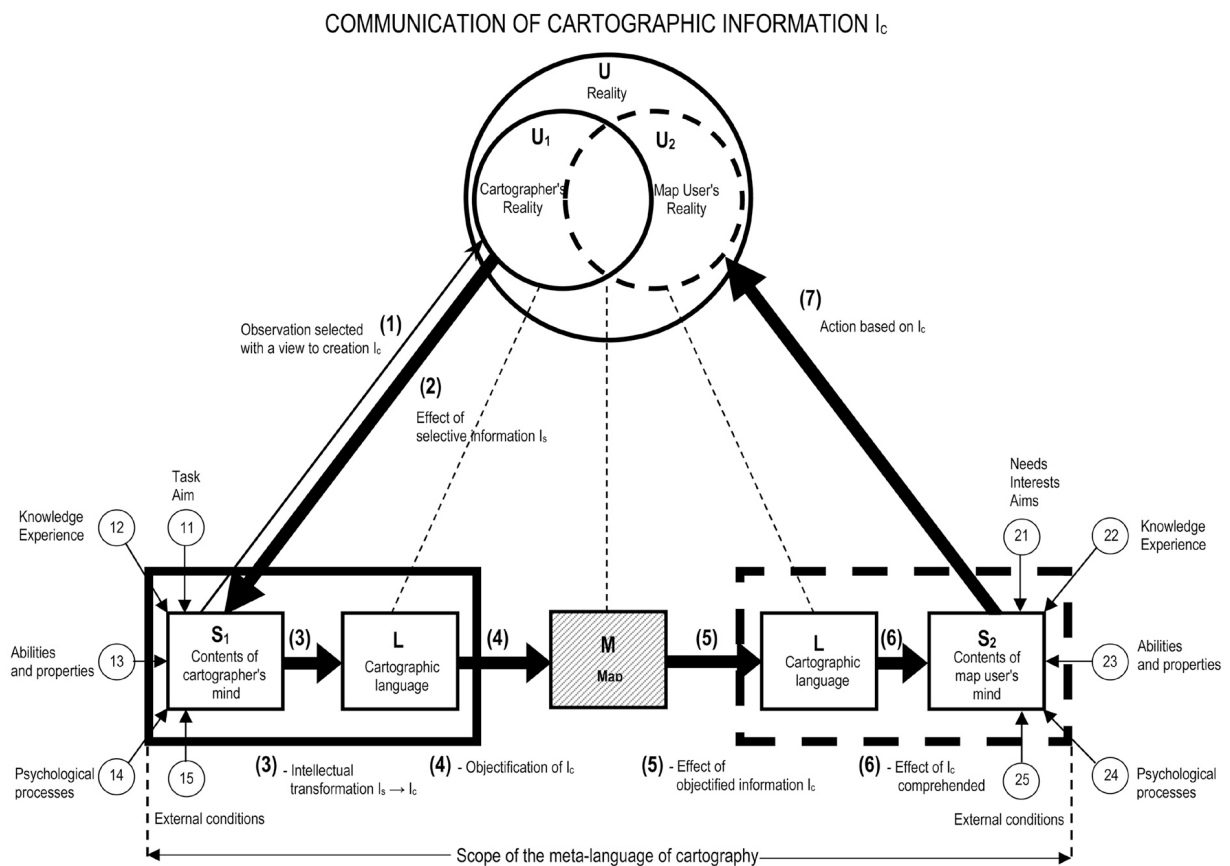 COMMUNICATION OF CARTOGRAPHIC INFORMATION Ic
U
Reality
U1
U2
Cartographer's
Reality
Map User's
Reality
(1)
Observation selected
with a view to creation Ic
(2)
Effect of
selective information Is
(7)
Action based on Ic
Task
Aim
Knowledge
Experience
12
11
Needs
Interests
Aims
21
22
Knowledge
Experience
Abilities
and properties
13
S1
Contents of
cartographer's
mind
(3)
L
Cartographic
language
(4)
M
Map
(5)
L
Cartographic
language
(6)
S2
Contents of
map user's
mind
23
Abilities
and properties
Psychological
processes
14
15
External conditions
(3) - Intellectual
transformation Is → Ic
(4) - Objectification of Ic
(5) - Effect of
objectified information Ic
(6) - Effect of Ic
comprehended
25
24
Psychological
processes
External conditions
Scope of the meta-language of cartography